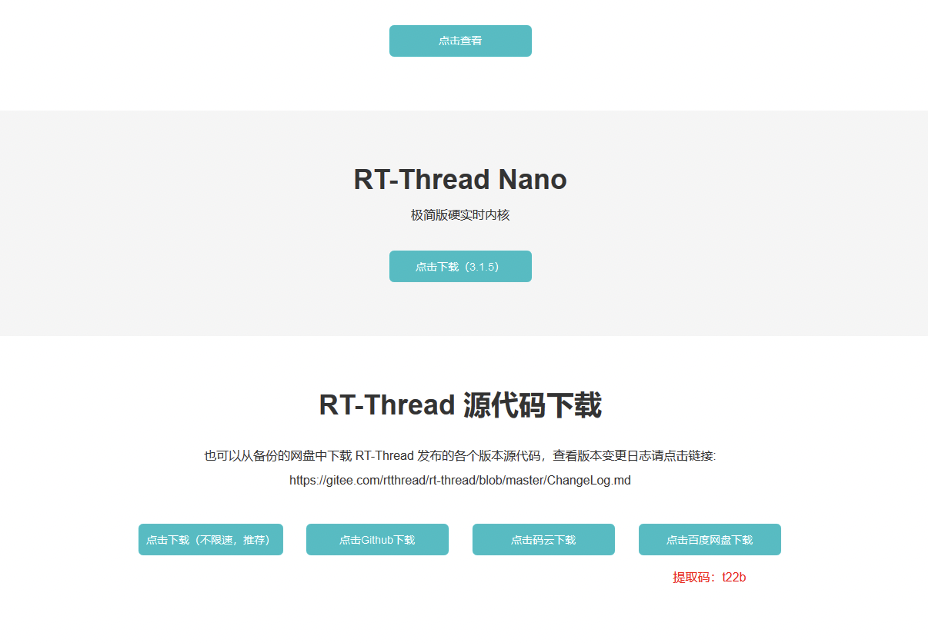 点击查看
RT-Thread Nano
极简版硬实时内核
点击下载（3.1.5）
RT-Thread 源代码下载
也可以从备份的网盘中下载 RT-Thread 发布的各个版本源代码，查看版本变更日志请点击链接:
https://gitee.com/rtthread/rt-thread/blob/master/ChangeLog.md
点击下载（不限速，推荐）
点击Github下载
点击码云下载
点击百度网盘下载
提取码：t22b